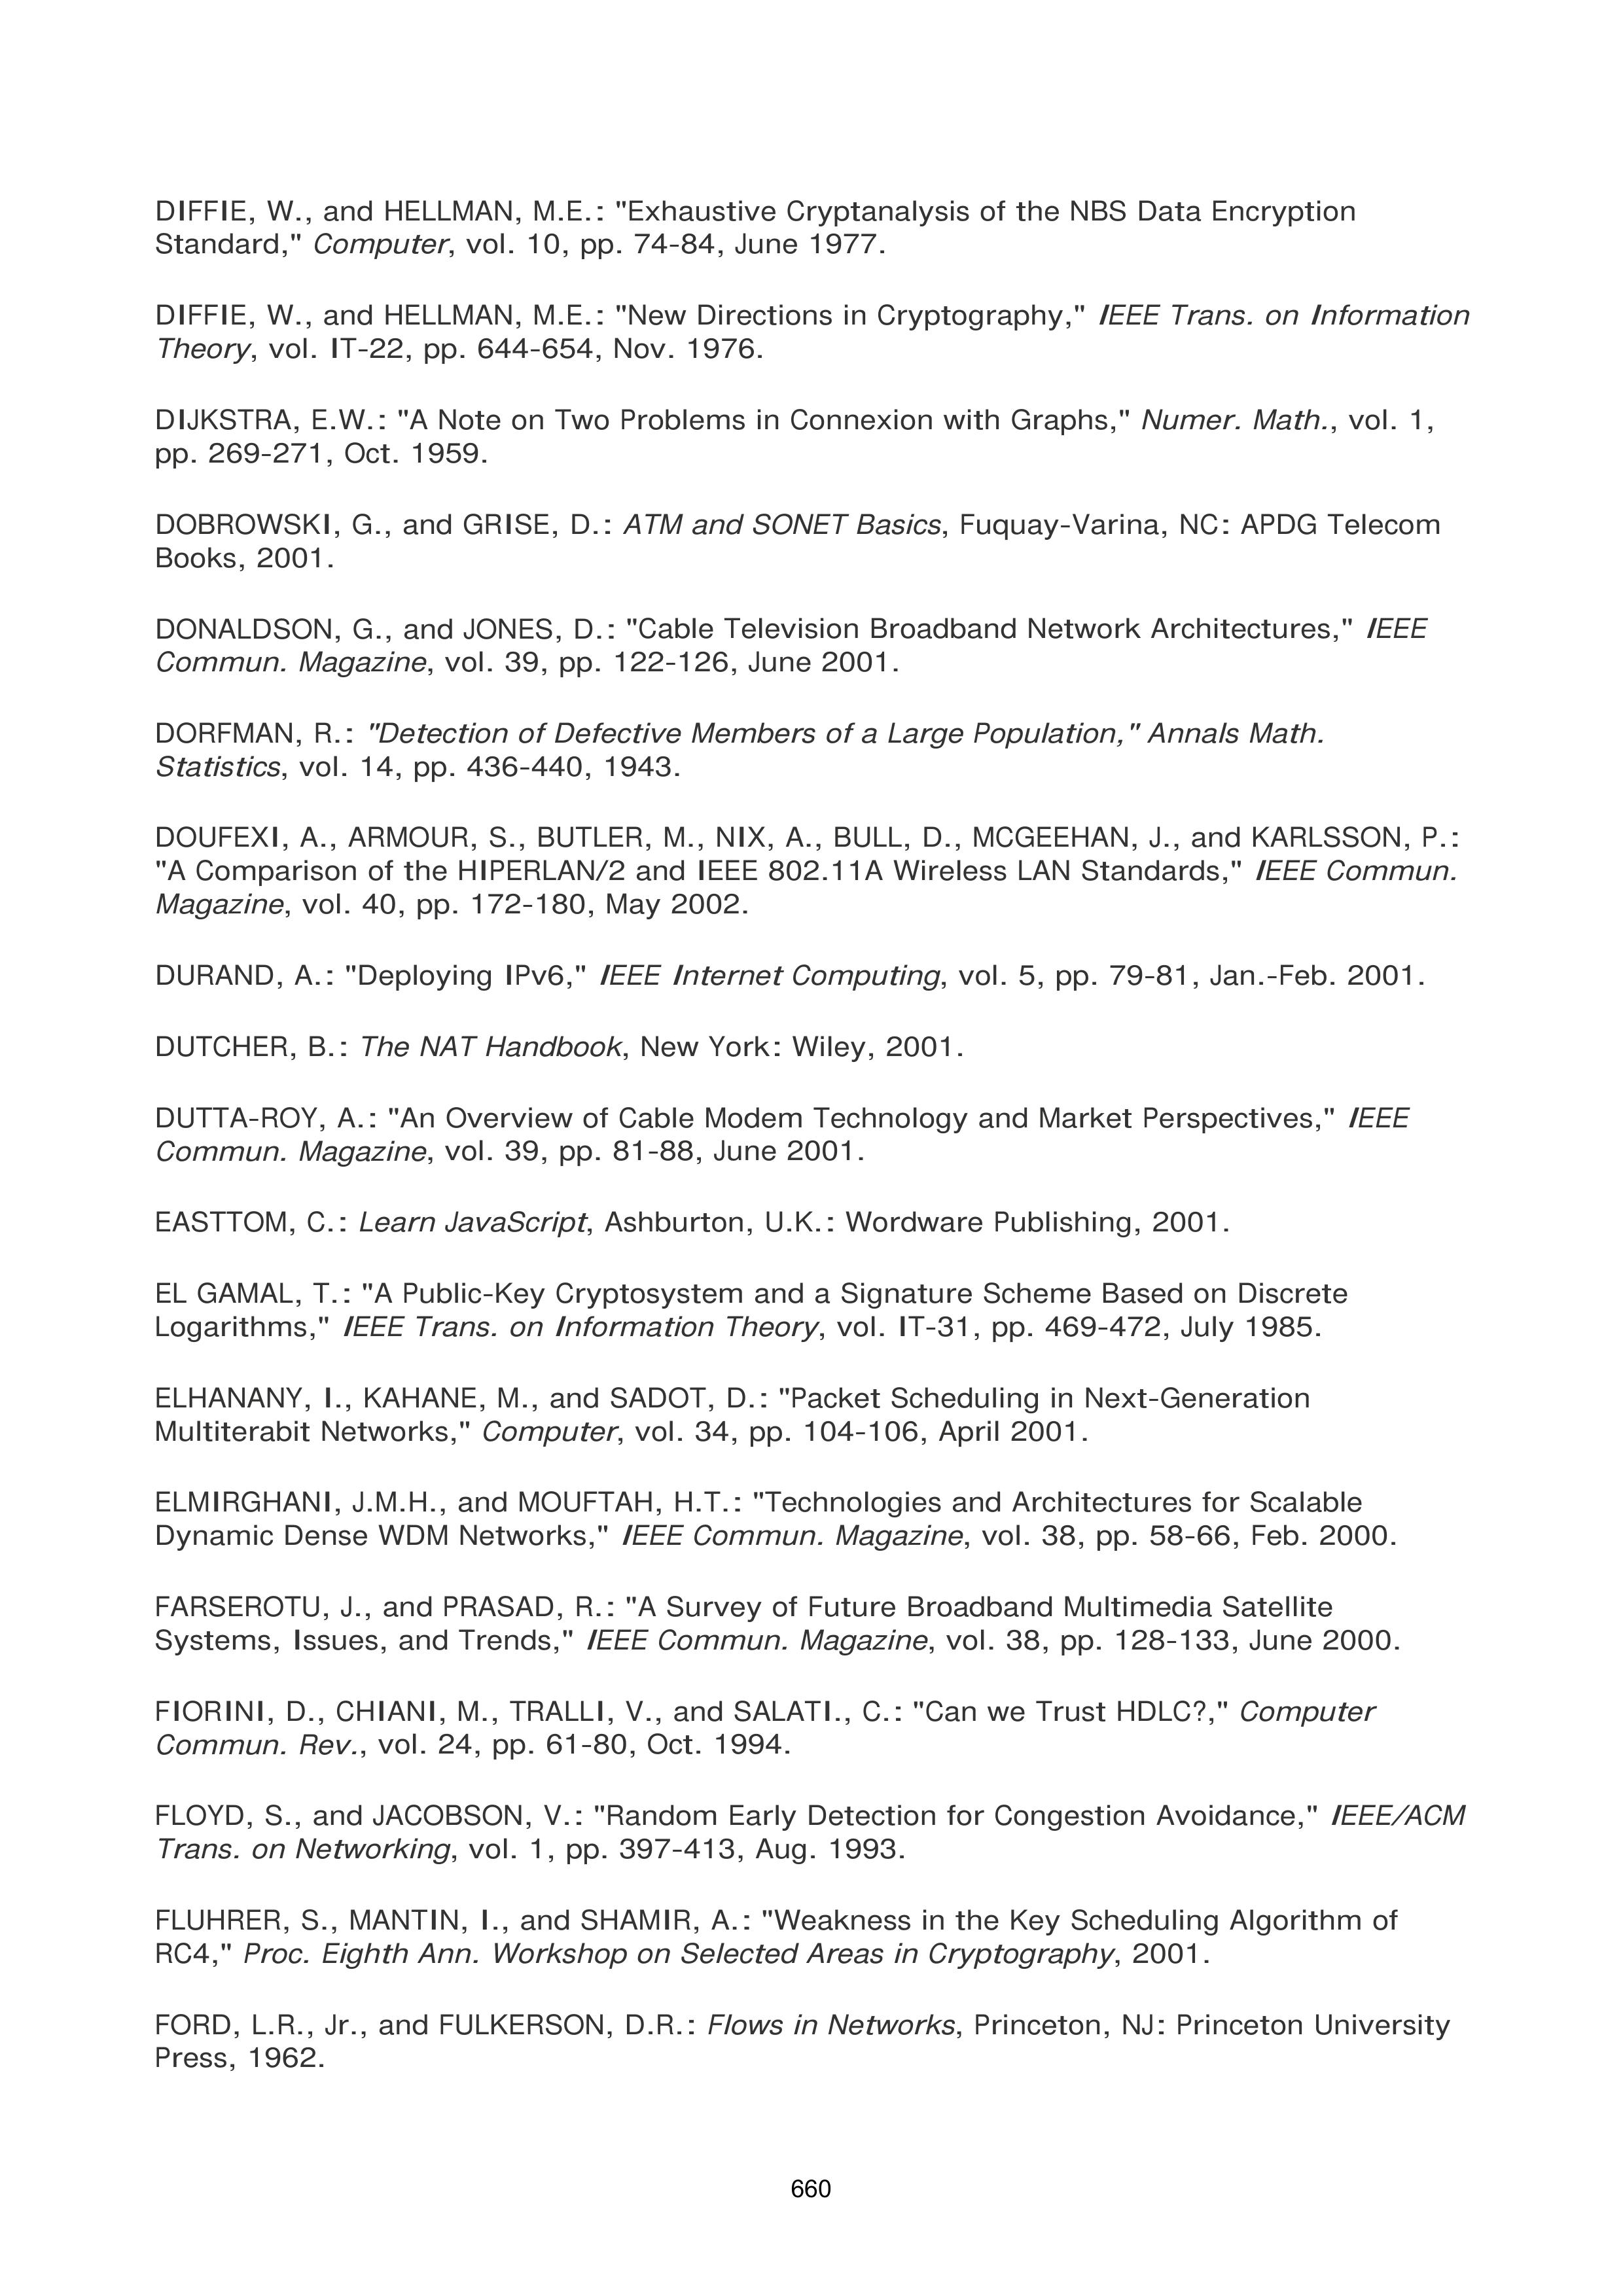 DIFFIE, W., and HELLMAN, M.E.: "Exhaustive Cryptanalysis of the NBS Data Encryption
Standard," Computer, vol. 10, pp. 74-84, June 1977.
DIFFIE, W., and HELLMAN, M.E.: "New Directions in Cryptography," IEEE Trans. on Information
Theory, vol. IT-22, pp. 644-654, Nov. 1976.
DIJKSTRA, E.W.: "A Note on Two Problems in Connexion with Graphs," Numer. Math., vol. 1,
pp. 269-271, Oct. 1959.
DOBROWSKI, G., and GRISE, D.: ATM and SONET Basics, Fuquay-Varina, NC: APDG Telecom
Books, 2001.
DONALDSON, G., and JONES, D.: "Cable Television Broadband Network Architectures," IEEE
Commun. Magazine, vol. 39, pp. 122-126, June 2001.
DORFMAN, R.: "Detection of Defective Members of a Large Population," Annals Math.
Statistics, vol. 14, pp. 436-440, 1943.
DOUFEXI, A., ARMOUR, S., BUTLER, M., NIX, A., BULL, D., MCGEEHAN, J., and KARLSSON, P.:
"A Comparison of the HIPERLAN/2 and IEEE 802.11A Wireless LAN Standards," IEEE Commun.
Magazine, vol. 40, pp. 172-180, May 2002.
DURAND, A.: "Deploying IPv6," IEEE Internet Computing, vol. 5, pp. 79-81, Jan.-Feb. 2001.
DUTCHER, B.: The NAT Handbook, New York: Wiley, 2001.
DUTTA-ROY, A.: "An Overview of Cable Modem Technology and Market Perspectives," IEEE
Commun. Magazine, vol. 39, pp. 81-88, June 2001.
EASTTOM, C.: Learn JavaScript, Ashburton, U.K.: Wordware Publishing, 2001.
EL GAMAL, T.: "A Public-Key Cryptosystem and a Signature Scheme Based on Discrete
Logarithms," IEEE Trans. on Information Theory, vol. IT-31, pp. 469-472, July 1985.
ELHANANY, I., KAHANE, M., and SADOT, D.: "Packet Scheduling in Next-Generation
Multiterabit Networks," Computer, vol. 34, pp. 104-106, April 2001.
ELMIRGHANI, J.M.H., and MOUFTAH, H.T.: "Technologies and Architectures for Scalable
Dynamic Dense WDM Networks," IEEE Commun. Magazine, vol. 38, pp. 58-66, Feb. 2000.
FARSEROTU, J., and PRASAD, R.: "A Survey of Future Broadband Multimedia Satellite
Systems, Issues, and Trends," IEEE Commun. Magazine, vol. 38, pp. 128-133, June 2000.
FIORINI, D., CHIANI, M., TRALLI, V., and SALATI., C.: "Can we Trust HDLC?," Computer
Commun. Rev., vol. 24, pp. 61-80, Oct. 1994.
FLOYD, S., and JACOBSON, V.: "Random Early Detection for Congestion Avoidance," IEEE/ACM
Trans. on Networking, vol. 1, pp. 397-413, Aug. 1993.
FLUHRER, S., MANTIN, I., and SHAMIR, A.: "Weakness in the Key Scheduling Algorithm of
RC4," Proc. Eighth Ann. Workshop on Selected Areas in Cryptography, 2001.
FORD, L.R., Jr., and FULKERSON, D.R.: Flows in Networks, Princeton, NJ: Princeton University
Press, 1962.
660